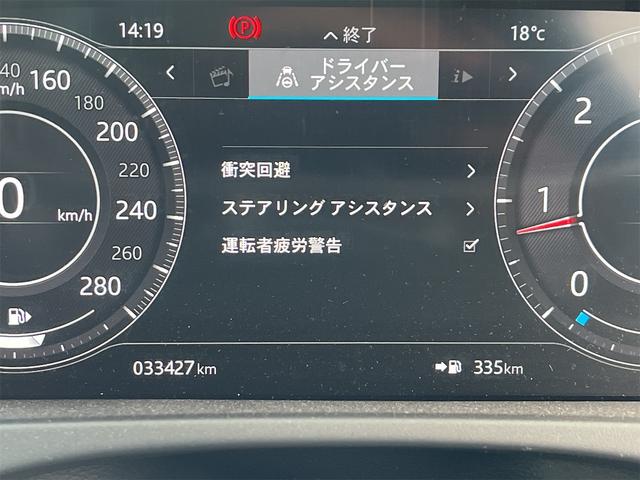 14:19
P
へ終了
18°C
ドライバー
アシスタンス
i
衝突回避
ステアリング アシスタンス
運転者疲労警告
140
km/h
160
180
200
220
240
260
280
0
km/h
2
1
0
033427 km
335km